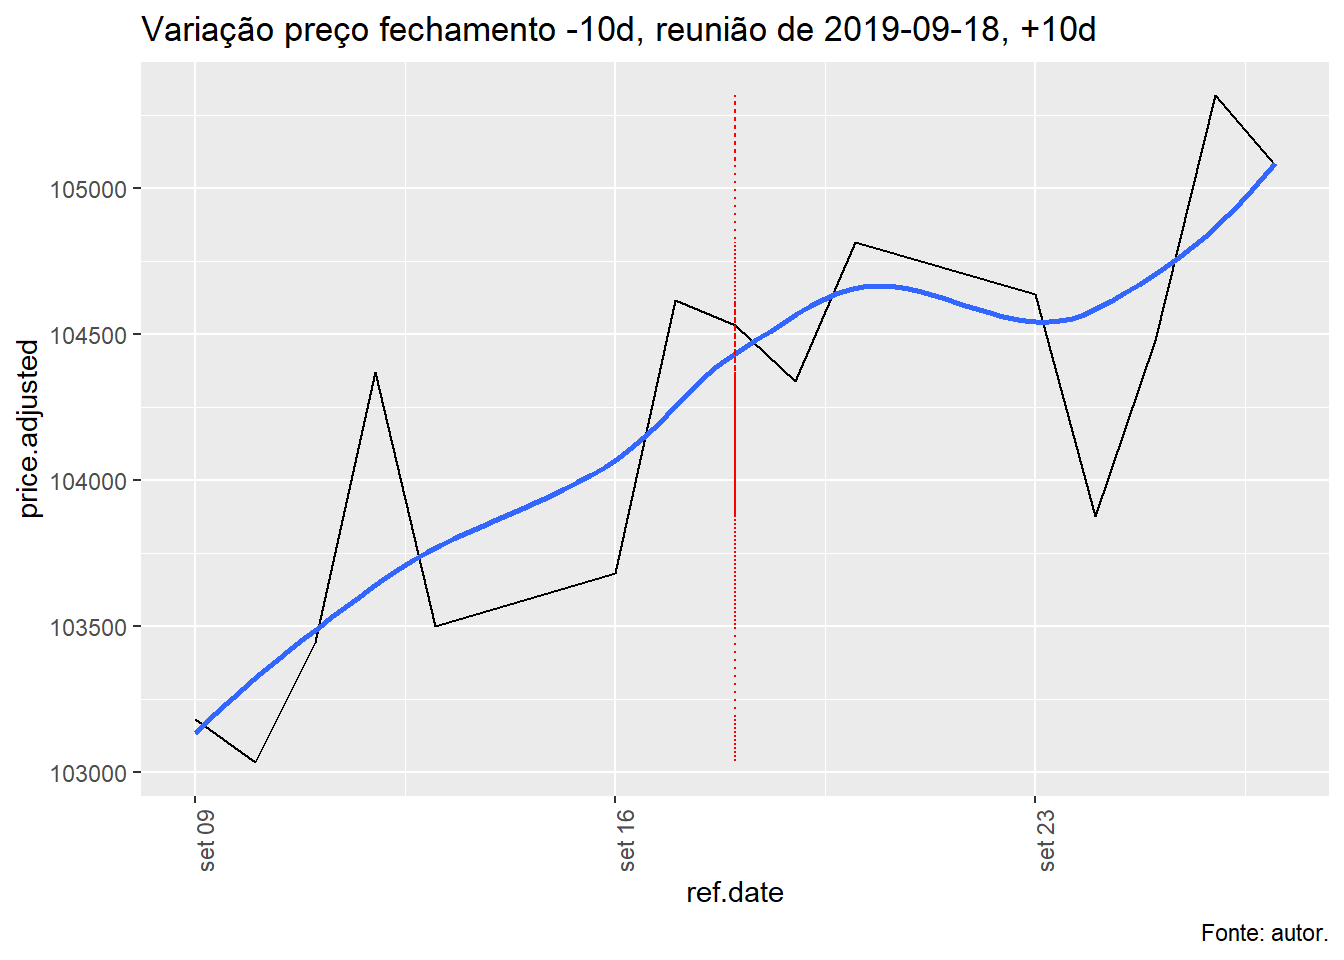 Variação preço fechamento -10d, reunião de 2019-09-18, +10d
price.adjusted
105000
104500
104000
103500
103000
set 09
set 16
set 23
ref.date
Fonte: autor.